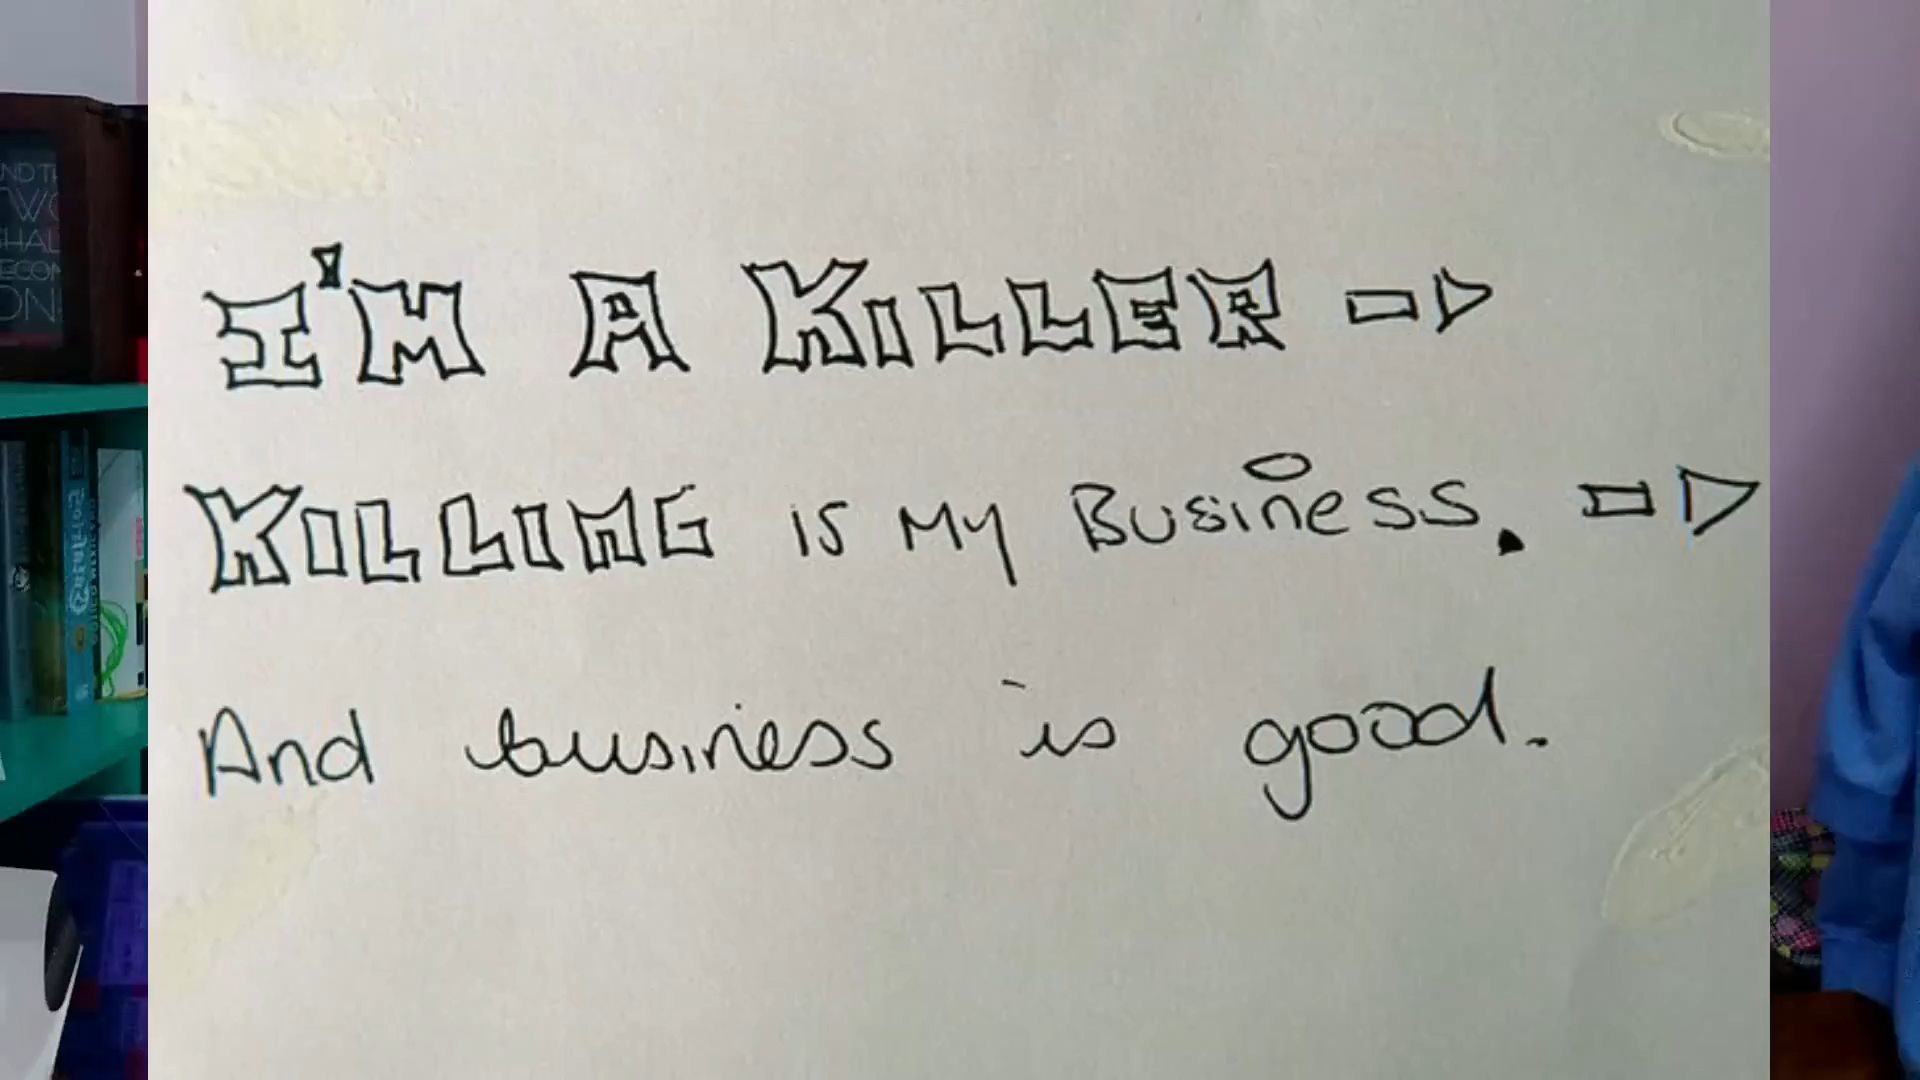 I'M A KILLER ⇨
KILLING is My Business. ⇨
And business is good.